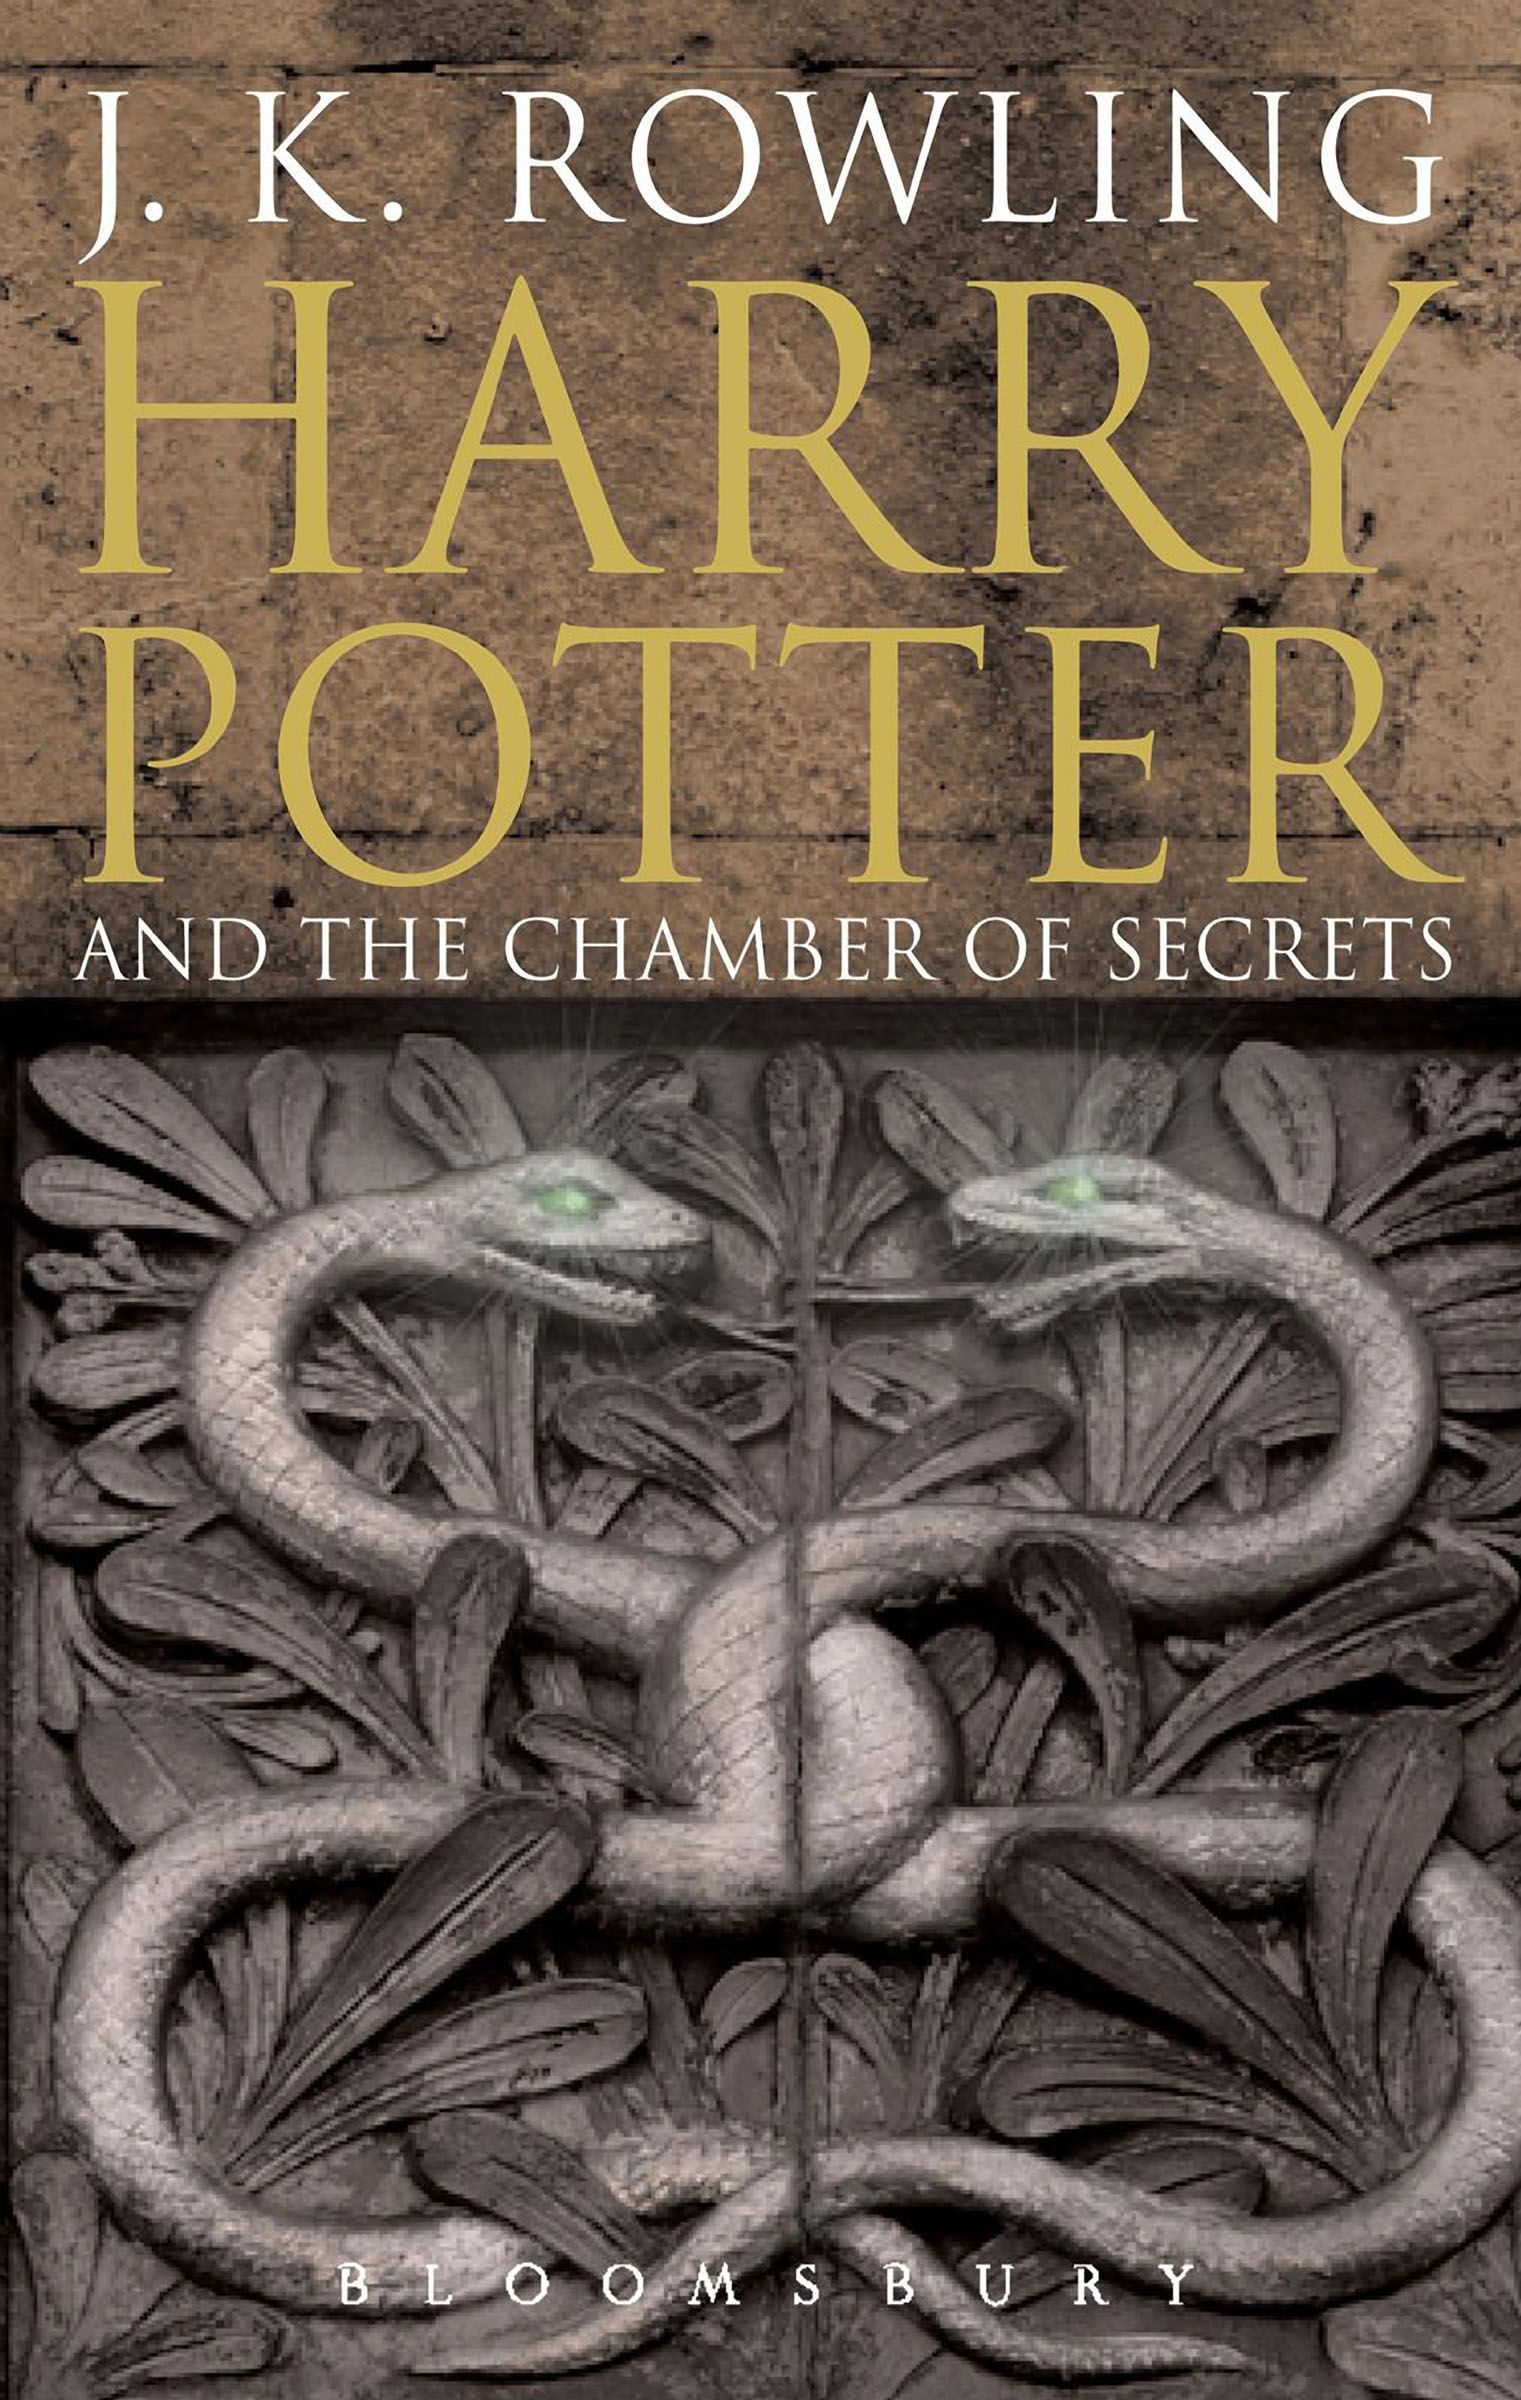 J. K. ROWLING
HARRY
POTTER
AND THE CHAMBER OF SECRETS
BLOOMSBURY